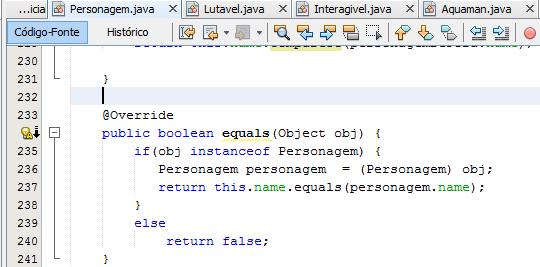 ...icia Personagem.java Lutavel.java Interagivel.java Aquaman.java
Código-Fonte Histórico
230
231 }
232
233 @Override
public boolean equals(Object obj) {
235 if(obj instanceof Personagem) {
236 Personagem personagem = (Personagem) obj;
237 return this.name.equals(personagem.name);
238 }
239 else
240 return false;
241 }